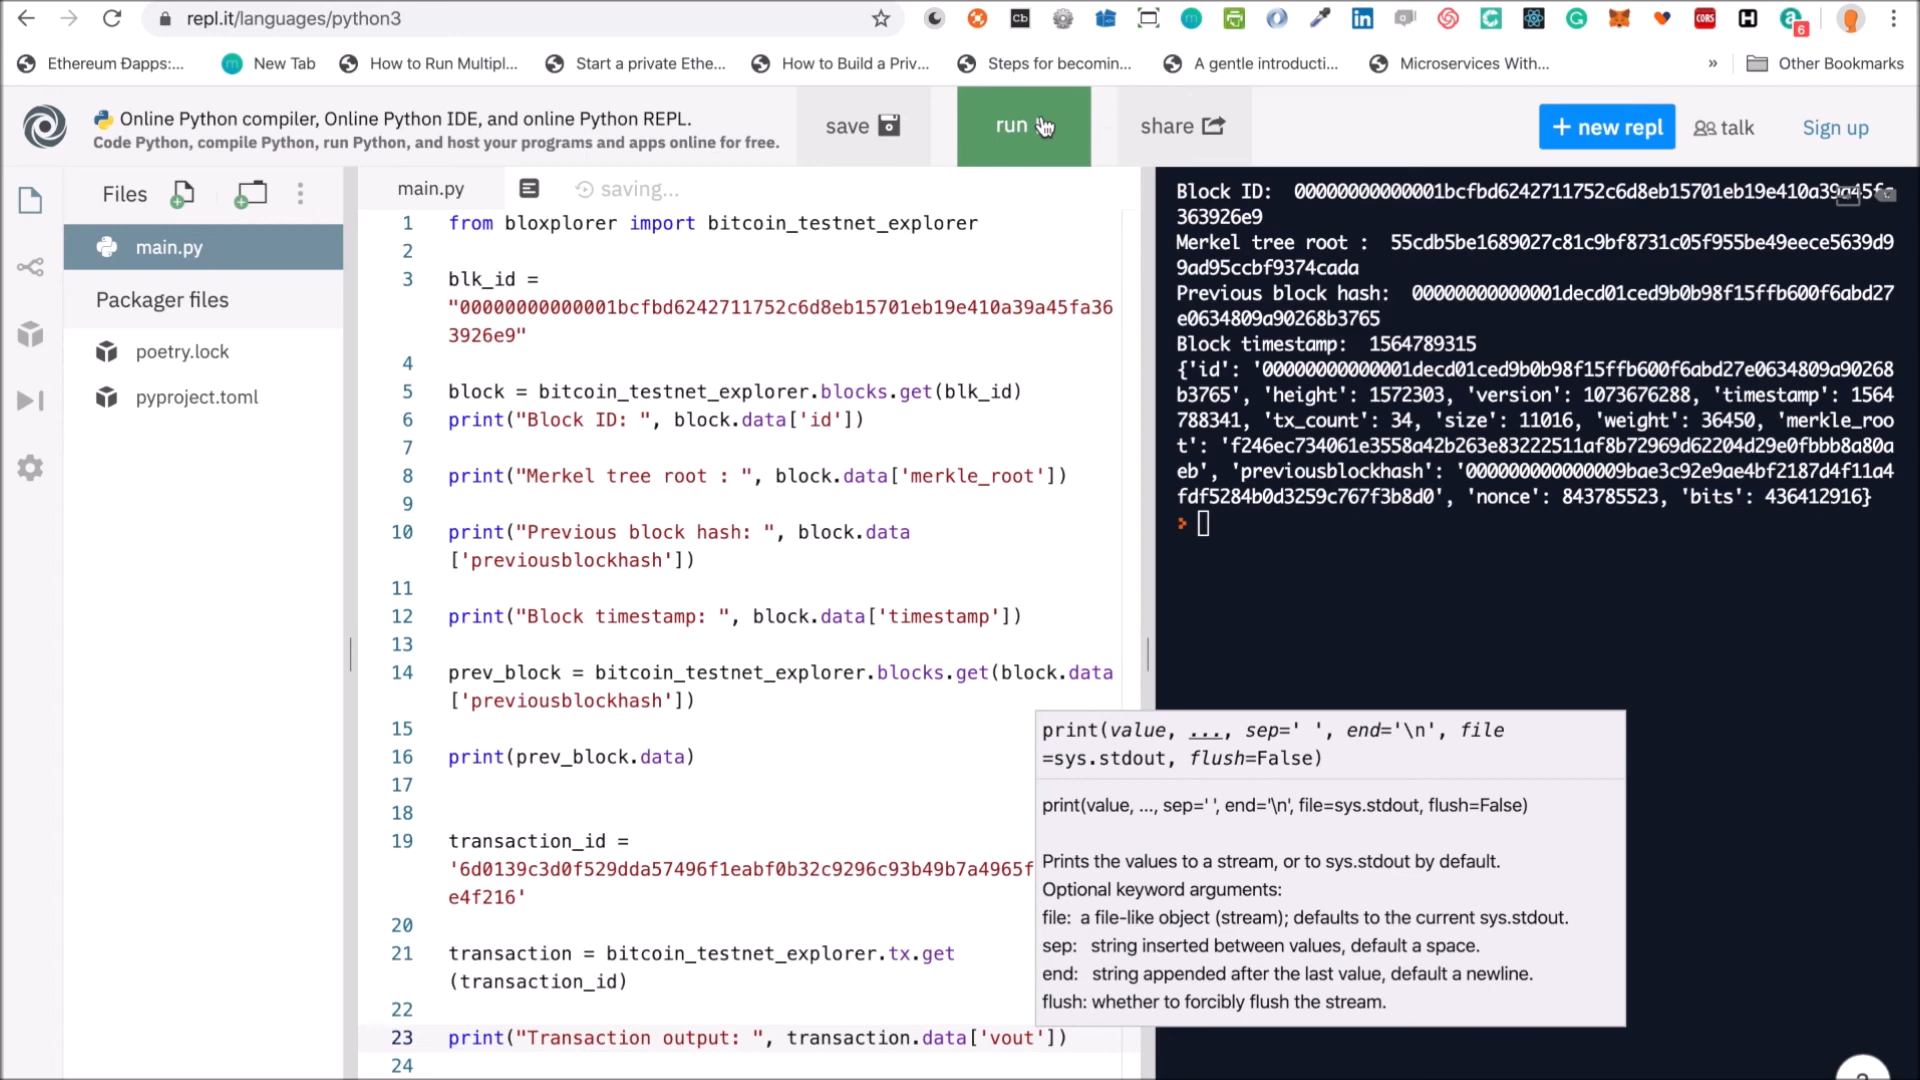 repl.it/languages/python3
Cb
CORS
H
6
Ethereum Đapps:...
New Tab
How to Run Multipl...
Start a private Ethe...
How to Build a Priv...
Steps for becomin...
A gentle introducti...
Microservices With...
»
Other Bookmarks
Online Python compiler, Online Python IDE, and online Python REPL.
Code Python, compile Python, run Python, and host your programs and apps online for free.
save
run
share
+ new repl
talk
Sign up
Files
main.py
Packager files
poetry.lock
pyproject.toml
main.py
saving...
1 from bloxplorer import bitcoin_testnet_explorer
2
3 blk_id =
"00000000000001bcfbd6242711752c6d8eb15701eb19e410a39a45fa36
3926e9"
4
5 block = bitcoin_testnet_explorer.blocks.get(blk_id)
6 print("Block ID: ", block.data['id'])
7
8 print("Merkel tree root : ", block.data['merkle_root'])
9
10 print("Previous block hash: ", block.data
['previousblockhash'])
11
12 print("Block timestamp: ", block.data['timestamp'])
13
14 prev_block = bitcoin_testnet_explorer.blocks.get(block.data
['previousblockhash'])
15
16 print(prev_block.data)
17
18
19 transaction_id =
'6d0139c3d0f529dda57496f1eabf0b32c9296c93b49b7a4965f
e4f216'
20
21 transaction = bitcoin_testnet_explorer.tx.get
(transaction_id)
22
23 print("Transaction output: ", transaction.data['vout'])
24
print(value, ..., sep=' ', end='\n', file
=sys.stdout, flush=False)
print(value, ..., sep=' ', end='\n', file=sys.stdout, flush=False)
Prints the values to a stream, or to sys.stdout by default.
Optional keyword arguments:
file: a file-like object (stream); defaults to the current sys.stdout.
sep: string inserted between values, default a space.
end: string appended after the last value, default a newline.
flush: whether to forcibly flush the stream.
Block ID: 00000000000001bcfbd6242711752c6d8eb15701eb19e410a39a45fa
363926e9
Merkel tree root : 55cdb5be1689027c81c9bf8731c05f955be49eece5639d9
9ad95ccbf9374cada
Previous block hash: 00000000000001decd01ced9b0b98f15ffb600f6abd27
e0634809a90268b3765
Block timestamp: 1564789315
{'id': '00000000000001decd01ced9b0b98f15ffb600f6abd27e0634809a90268
b3765', 'height': 1572303, 'version': 1073676288, 'timestamp': 1564
788341, 'tx_count': 34, 'size': 11016, 'weight': 36450, 'merkle_roo
t': 'f246ec734061e3558a42b263e83222511af8b72969d62204d29e0fbbb8a80a
eb', 'previousblockhash': '000000000000009bae3c92e9ae4bf2187d4f11a4
fdf5284b0d3259c767f3b8d0', 'nonce': 843785523, 'bits': 436412916}